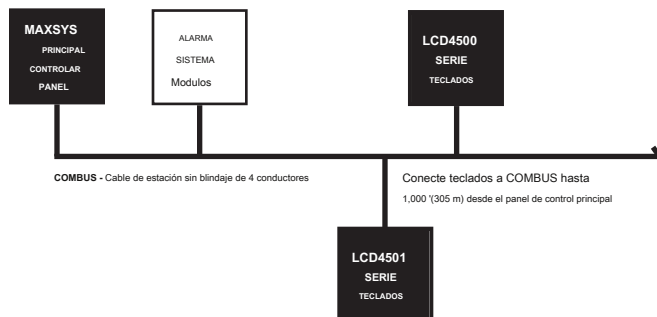 MAXSYS
PRINCIPAL
CONTROLAR
PANEL
ALARMA
SISTEMA
Modulos
LCD4500
SERIE
TECLADOS
COMBUS - Cable de estación sin blindaje de 4 conductores
Conecte teclados a COMBUS hasta
1,000 '(305 m) desde el panel de control principal
LCD4501
SERIE
TECLADOS